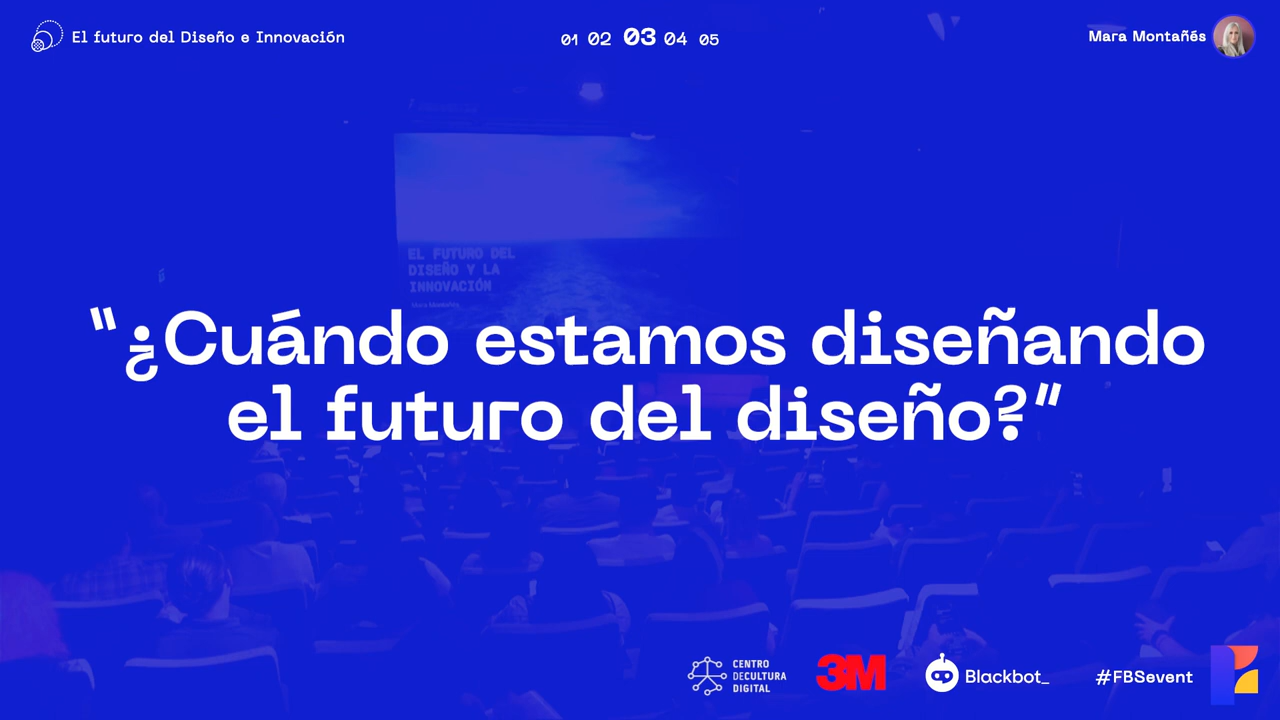 El futuro del Diseño e Innovación
01 02 03 04 05
Mara Montañés
EL FUTURO DEL
DISEÑO Y LA
INNOVACIÓN
"¿Cuándo estamos diseñando
el futuro del diseño?"
CENTRO
DECULTURA
DIGITAL
3M
Blackbot_
#FBSevent